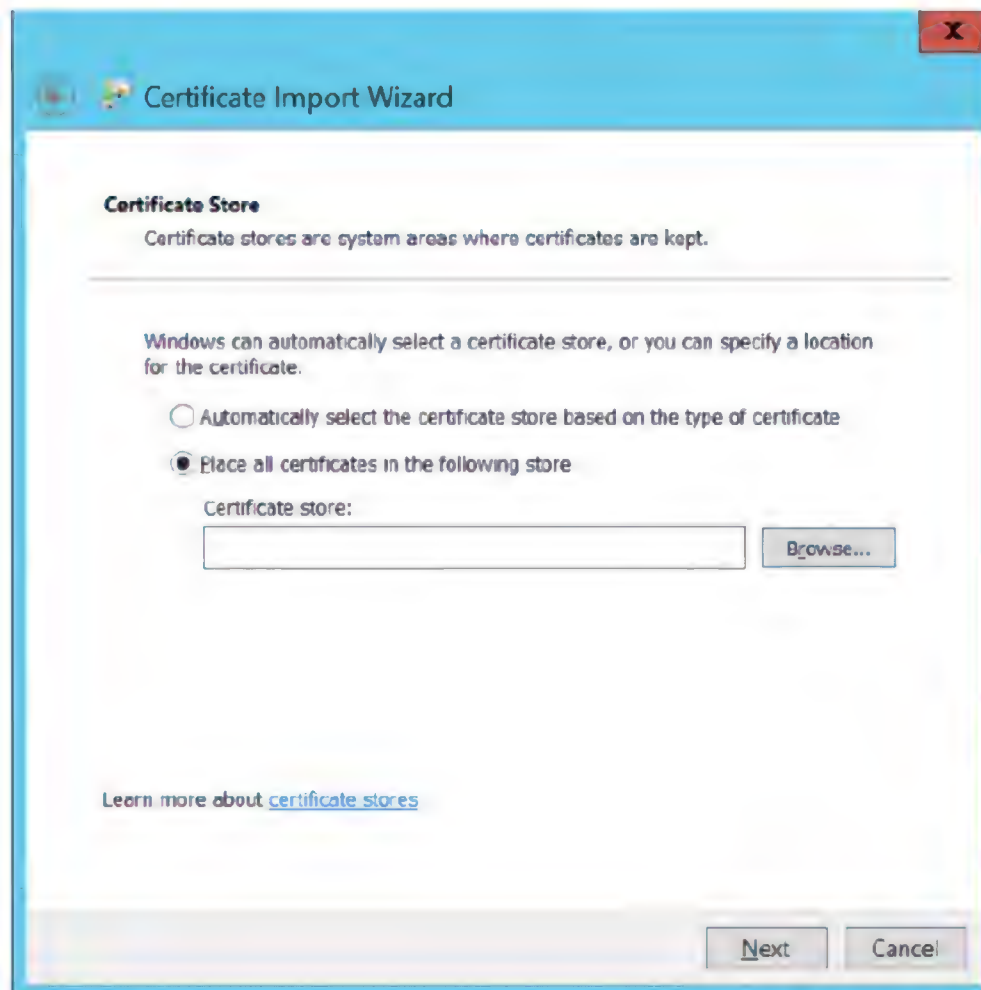 X
Certificate Import Wizard
Certificate Store
Certificate stores are system areas where certificates are kept.
Windows can automatically select a certificate store, or you can specify a location
for the certificate.
Automatically select the certificate store based on the type of certificate
Place all certificates in the following store
Certificate store:
Browse...
Learn more about certificate stores
Next
Cancel